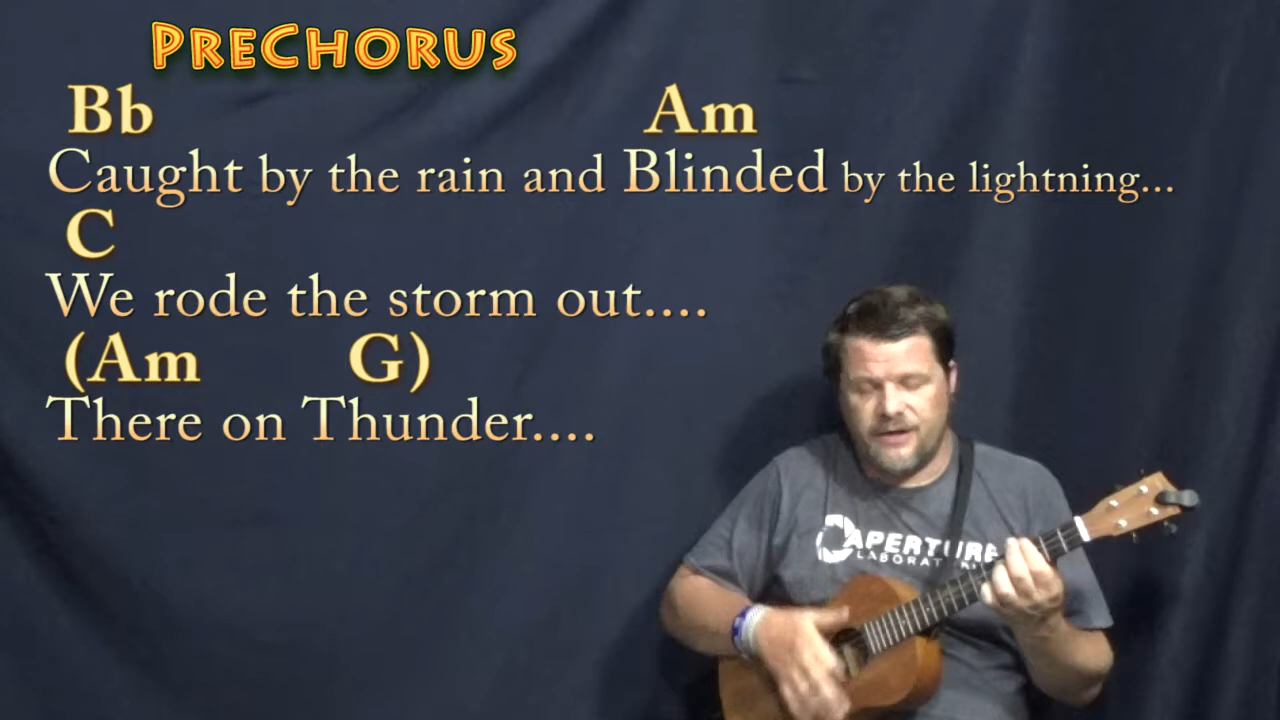 PreChorus
Bb Am
Caught by the rain and Blinded by the lightning...
C
We rode the storm out....
(Am G)
There on Thunder....
APERTURE
LABORAT